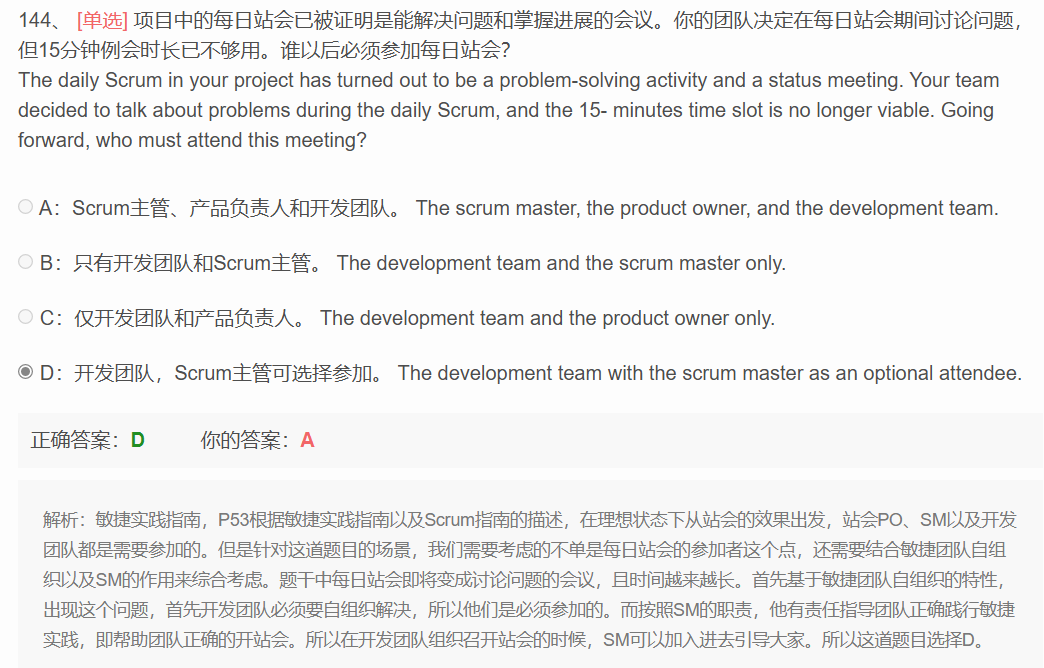 144、 [单选] 项目中的每日站会已被证明是能解决问题和掌握进展的会议。你的团队决定在每日站会期间讨论问题，
但15分钟例会时长已不够用。谁以后必须参加每日站会？
The daily Scrum in your project has turned out to be a problem-solving activity and a status meeting. Your team
decided to talk about problems during the daily Scrum, and the 15- minutes time slot is no longer viable. Going
forward, who must attend this meeting?
A：Scrum主管、产品负责人和开发团队。 The scrum master, the product owner, and the development team.
B：只有开发团队和Scrum主管。 The development team and the scrum master only.
C：仅开发团队和产品负责人。 The development team and the product owner only.
D：开发团队，Scrum主管可选择参加。 The development team with the scrum master as an optional attendee.
正确答案：D 你的答案：A
解析：敏捷实践指南，P53根据敏捷实践指南以及Scrum指南的描述，在理想状态下从站会的效果出发，站会PO、SM以及开发
团队都是需要参加的。但是针对这道题目的场景，我们需要考虑的不单是每日站会的参加者这个点，还需要结合敏捷团队自组
织以及SM的作用来综合考虑。题干中每日站会即将变成讨论问题的会议，且时间越来越长。首先基于敏捷团队自组织的特性，
出现这个问题，首先开发团队必须要自组织解决，所以他们是必须参加的。而按照SM的职责，他有责任指导团队正确践行敏捷
实践，即帮助团队正确的开站会。所以在开发团队组织召开站会的时候，SM可以加入进去引导大家。所以这道题目选择D。